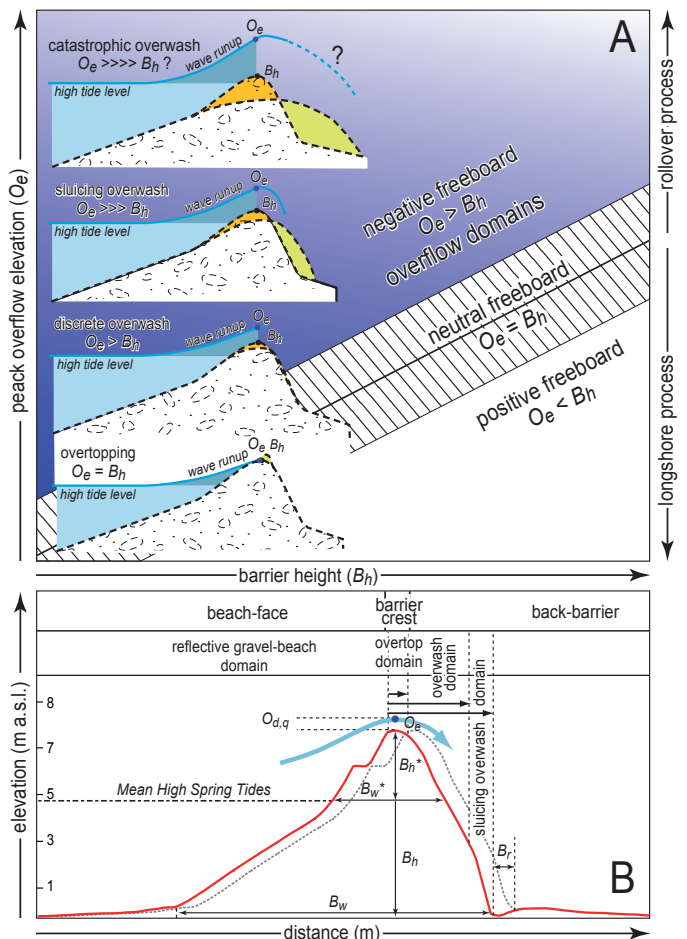 A
catastrophic overwash
Oe >>>> Bh ?
wave runup
Oe
?
Bh
high tide level
sluicing overwash
Oe >>> Bh
wave runup
Oe
Bh
high tide level
negative freeboard
Oe > Bh
overflow domains
discrete overwash
Oe > Bh
wave runup
Oe
Bh
high tide level
neutral freeboard
Oe = Bh
positive freeboard
Oe < Bh
overtopping
Oe = Bh
wave runup
Oe Bh
high tide level
peack overflow elevation (Oe)
rollover process
longshore process
barrier height (Bh)
beach-face
barrier
crest
back-barrier
reflective gravel-beach
domain
overtop
domain
overwash
domain
sluicing overwash
domain
8
7
5
3
1
Od,q
Oe
Mean High Spring Tides
Bh*
Bw*
Bh
Br
Bw
B
elevation (m a.s.l.)
distance (m)